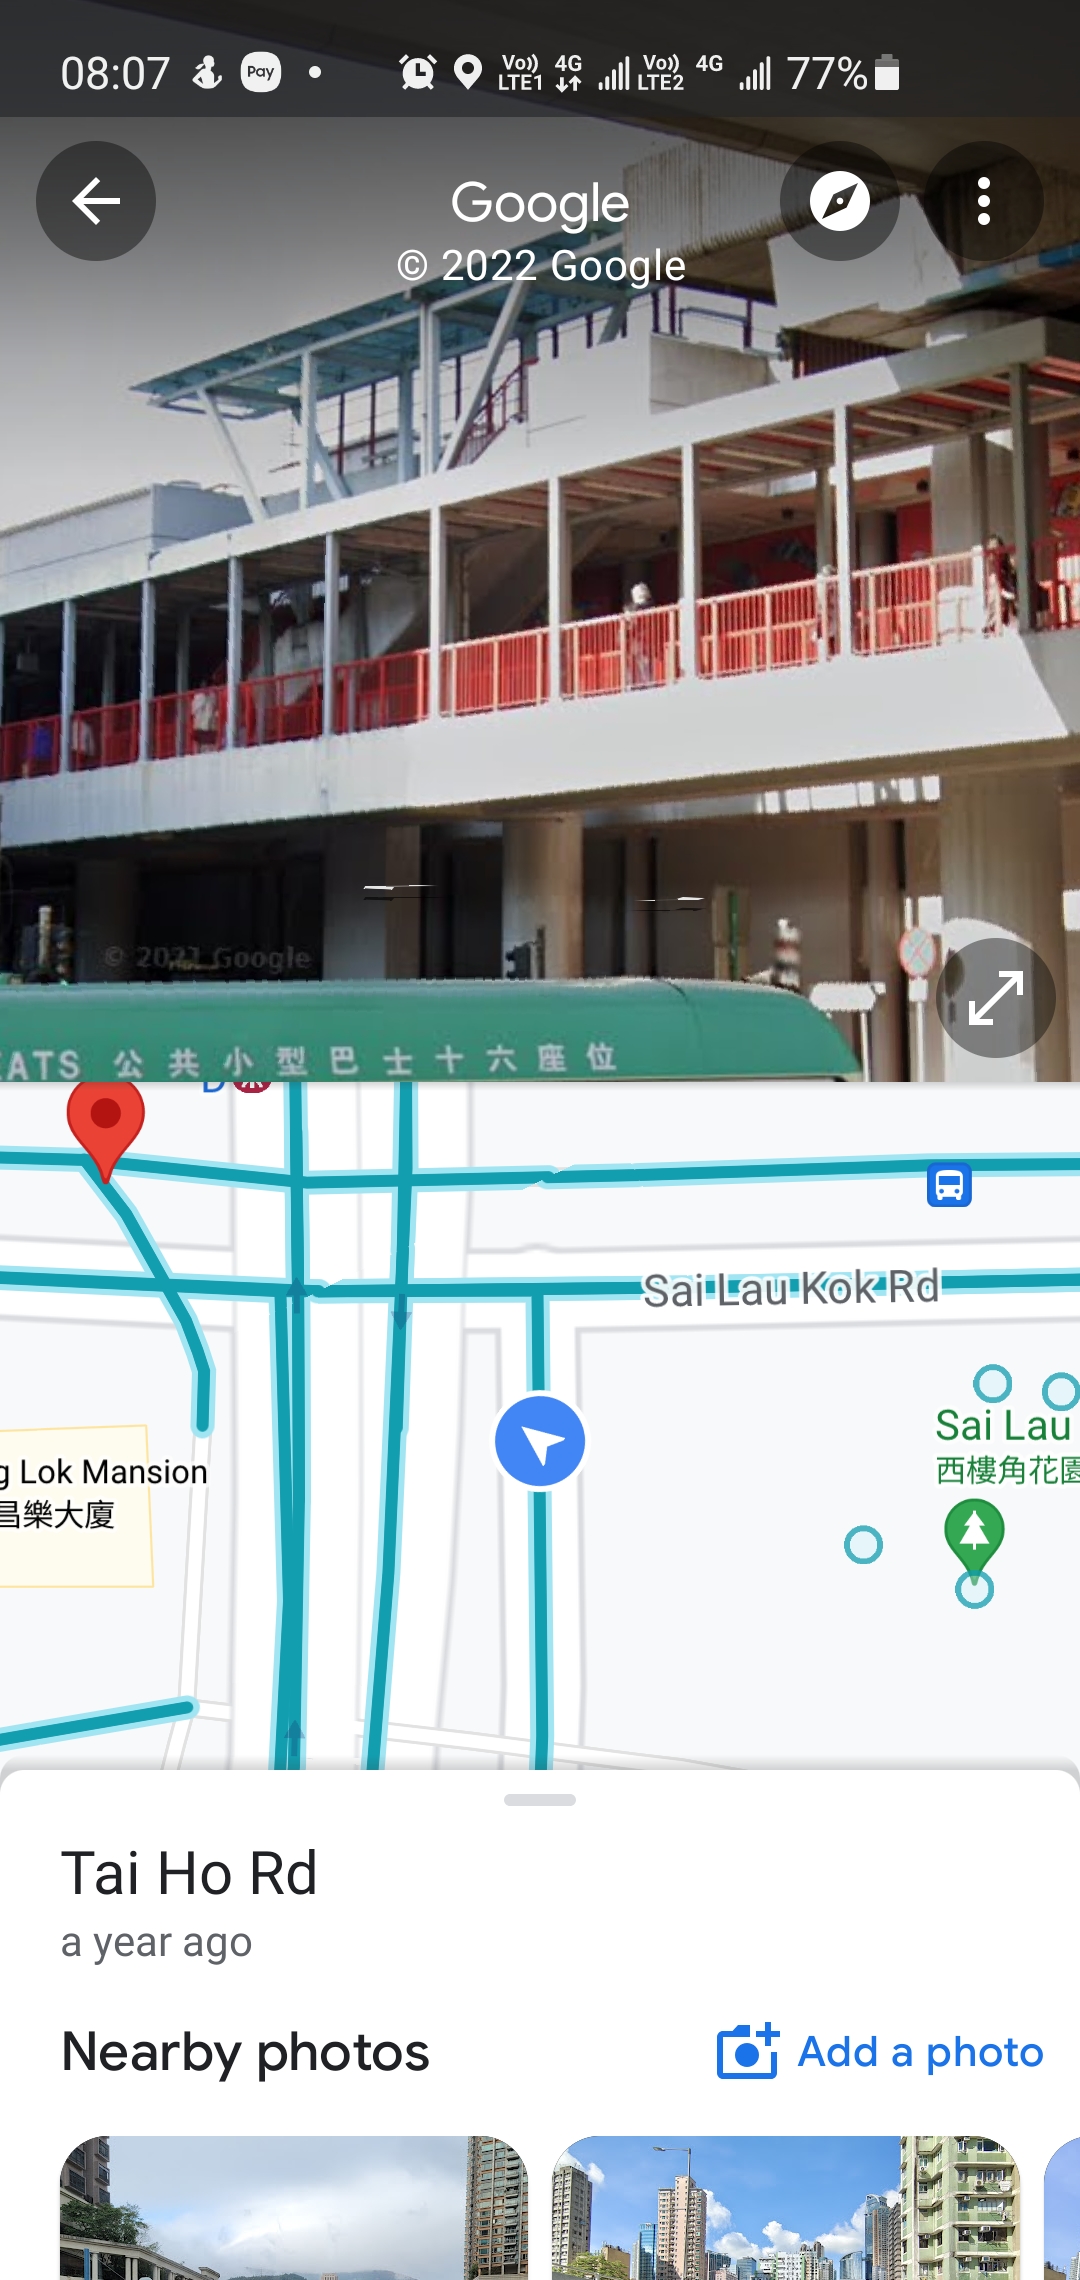 08:07 Pay Vo)) LTE1 4G Vo)) LTE2 4G 77%
Google
© 2022 Google
© 2021 Google
EATS 公共小型巴士十六座位
D
Sai Lau Kok Rd
Sai Lau
西樓角花園
g Lok Mansion
昌樂大廈
Tai Ho Rd
a year ago
Nearby photos
Add a photo